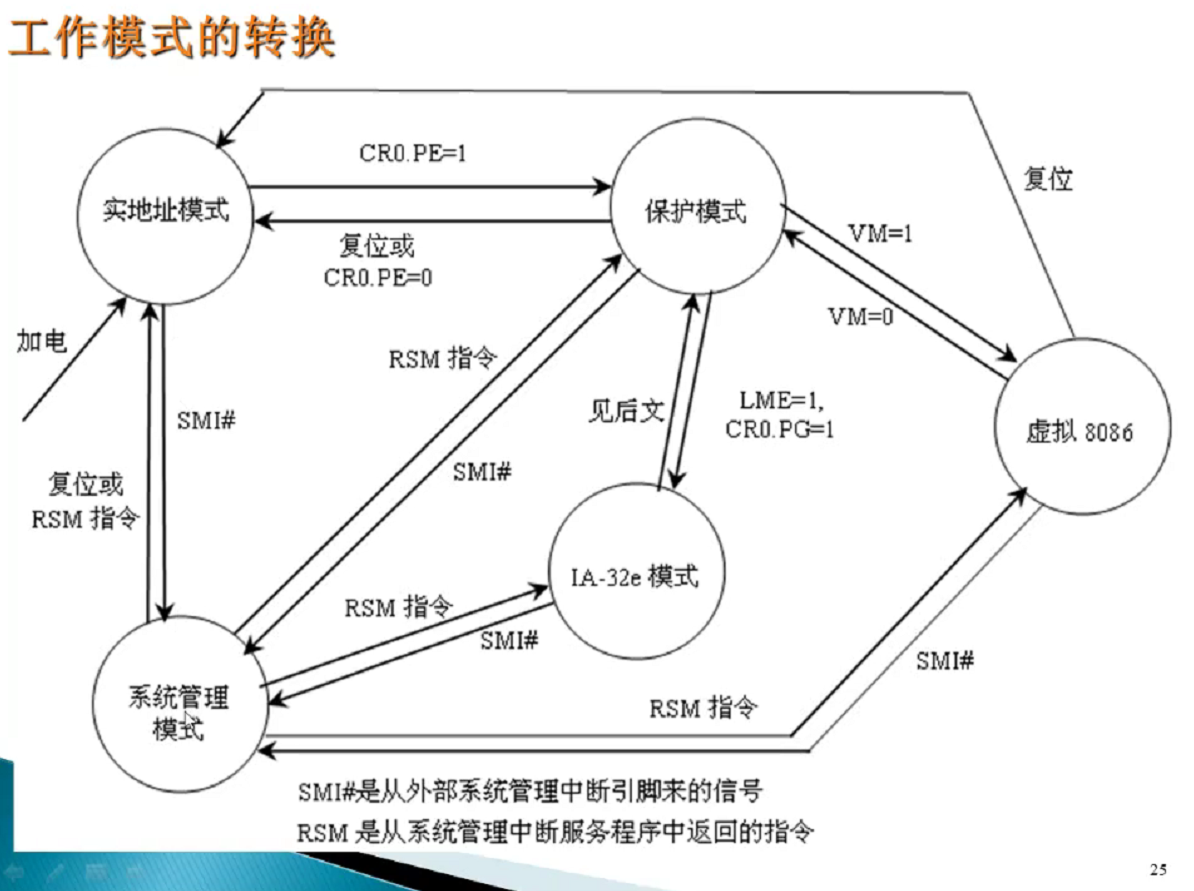 工作模式的转换
CR0.PE=1
复位
实地址模式
保护模式
VM=1
复位或
CR0.PE=0
VM=0
加电
RSM 指令
LME=1,
CR0.PG=1
见后文
SMI#
虚拟 8086
SMI#
复位或
RSM 指令
IA-32e 模式
RSM 指令
SMI#
SMI#
系统管理
模式
RSM 指令
SMI#是从外部系统管理中断引脚来的信号
RSM 是从系统管理中断服务程序中返回的指令
25